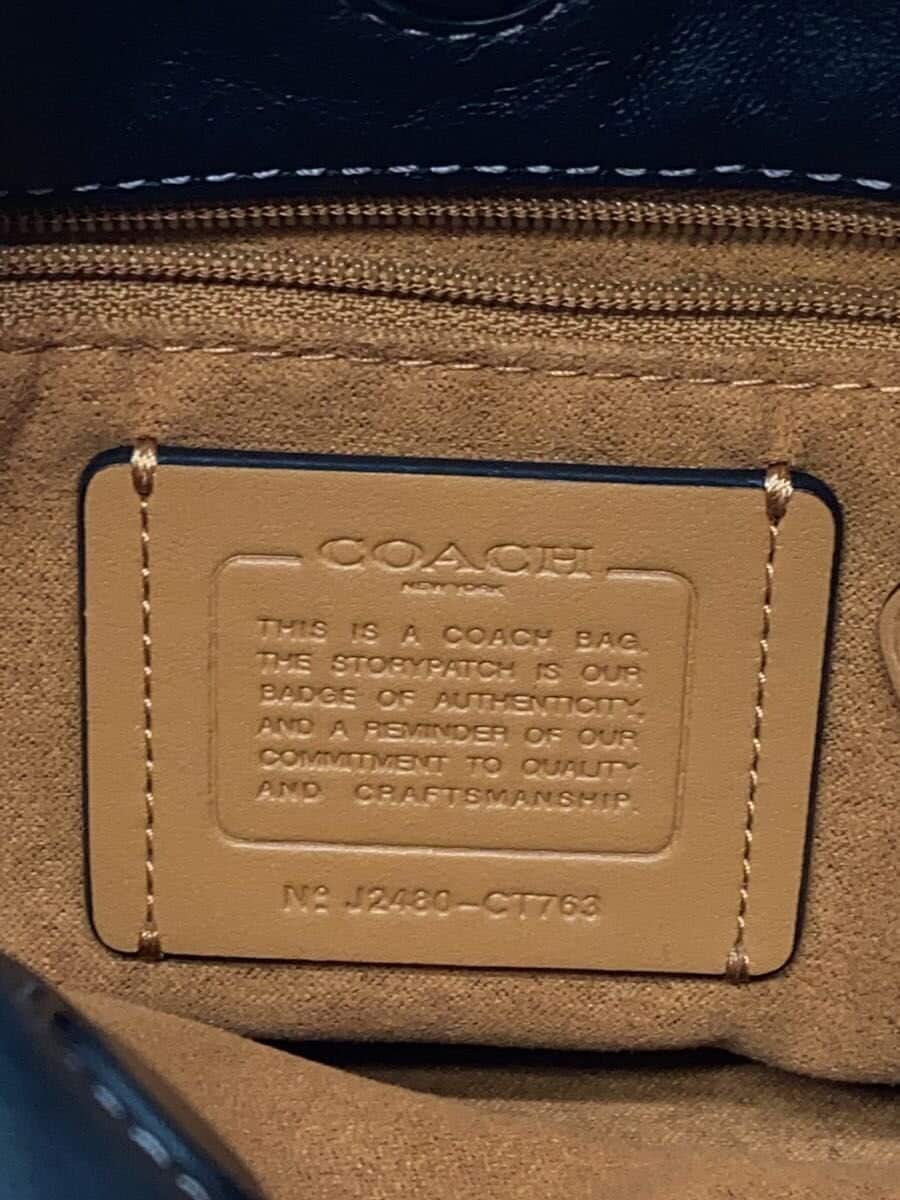 COACH
NEW YORK
THIS IS A COACH BAG.
THE STORYPATCH IS OUR
BADGE OF AUTHENTICITY,
AND A REMINDER OF OUR
COMMITMENT TO QUALITY
AND CRAFTSMANSHIP.
Nº J2480-CT763